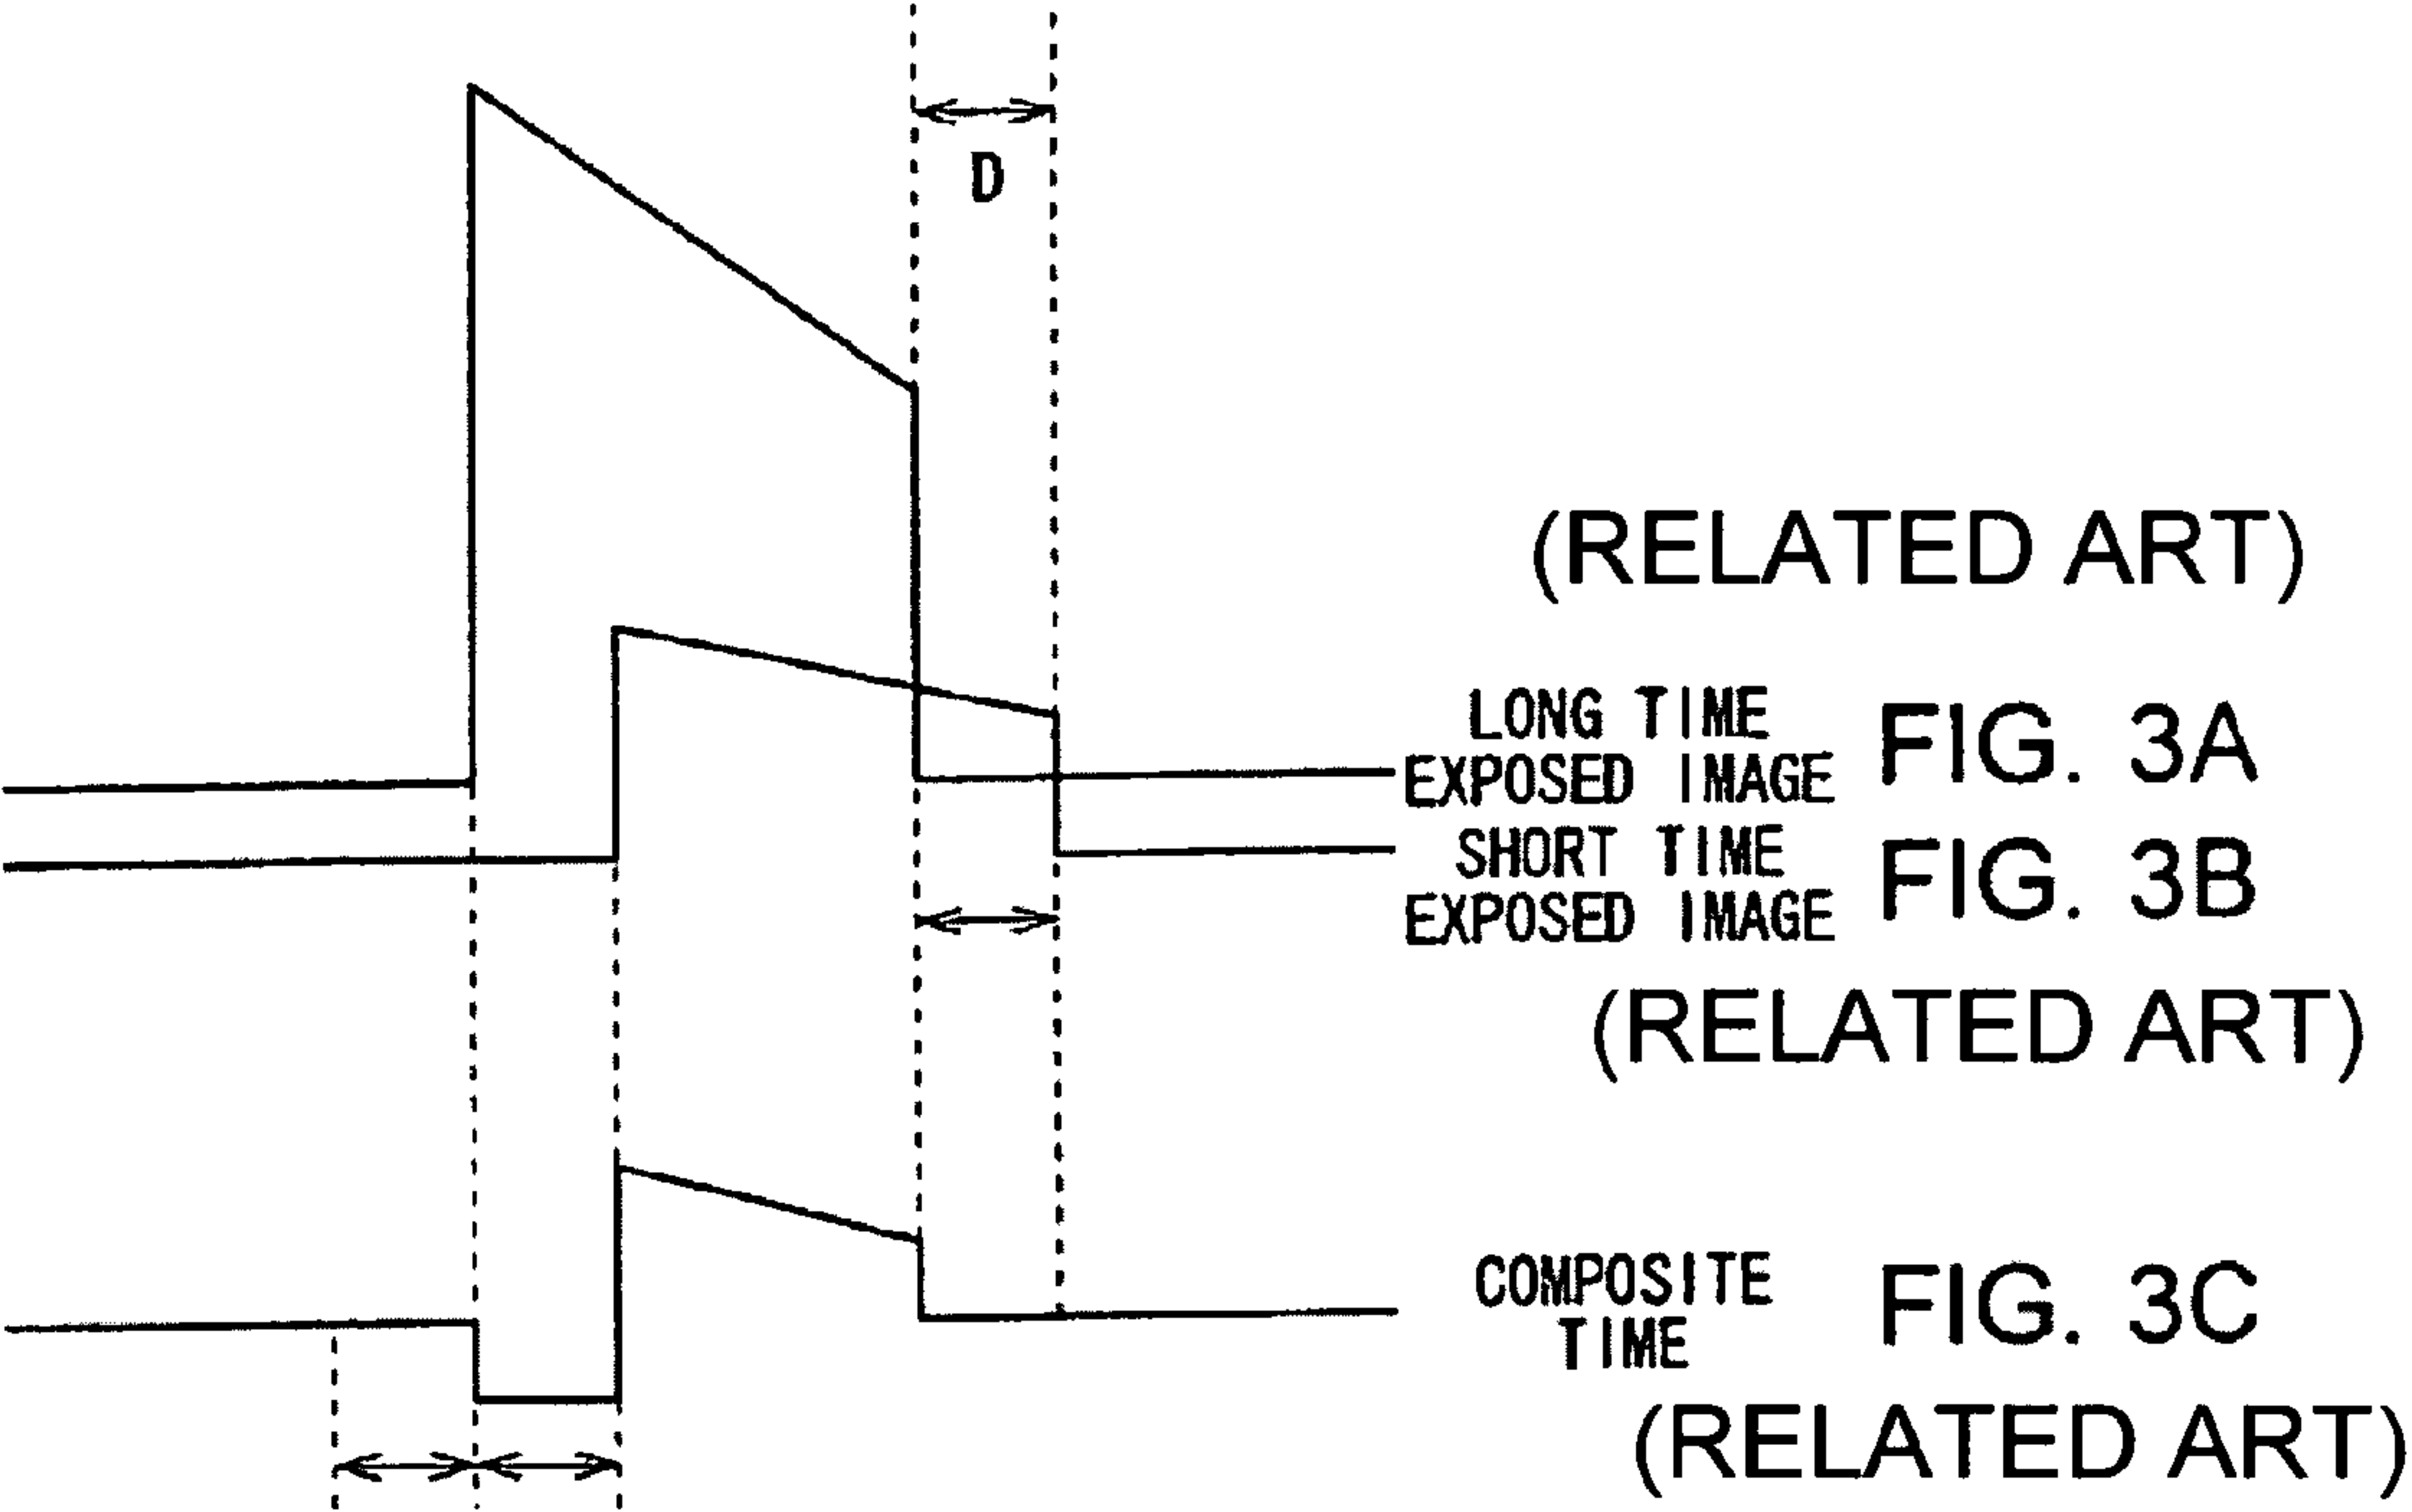 D
(RELATED ART)
LONG TIME
EXPOSED IMAGE
FIG. 3A
SHORT TIME
EXPOSED IMAGE
FIG. 3B
(RELATED ART)
COMPOSITE
TIME
FIG. 3C
(RELATED ART)